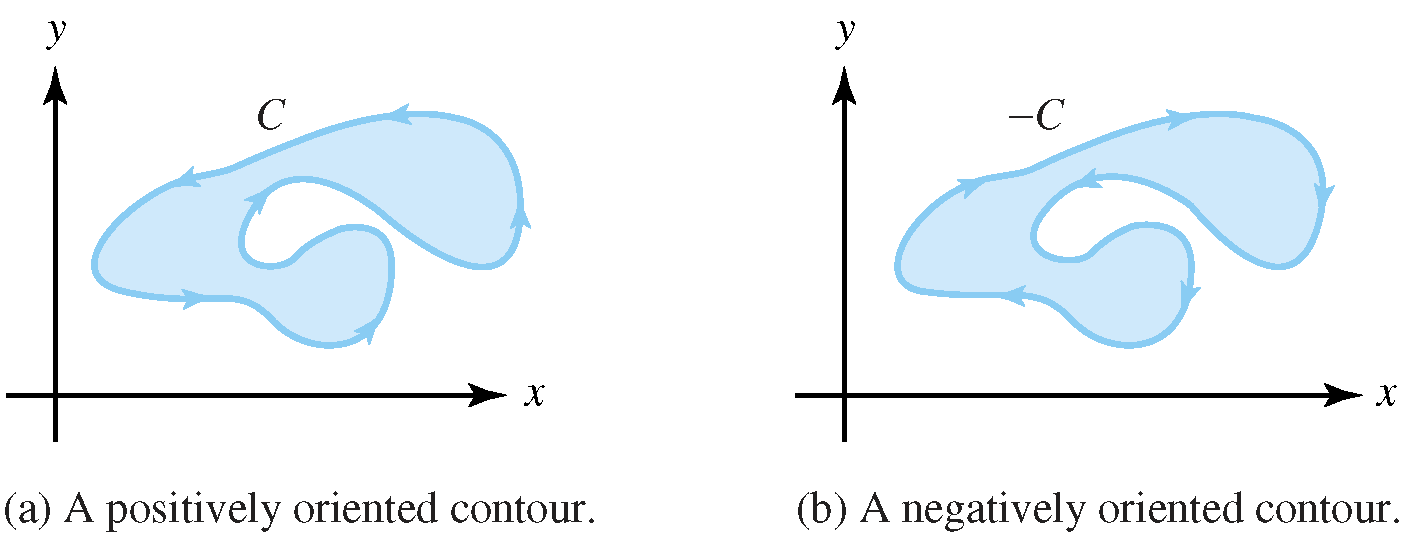 y
C
x
(a) A positively oriented contour.
y
−C
x
(b) A negatively oriented contour.